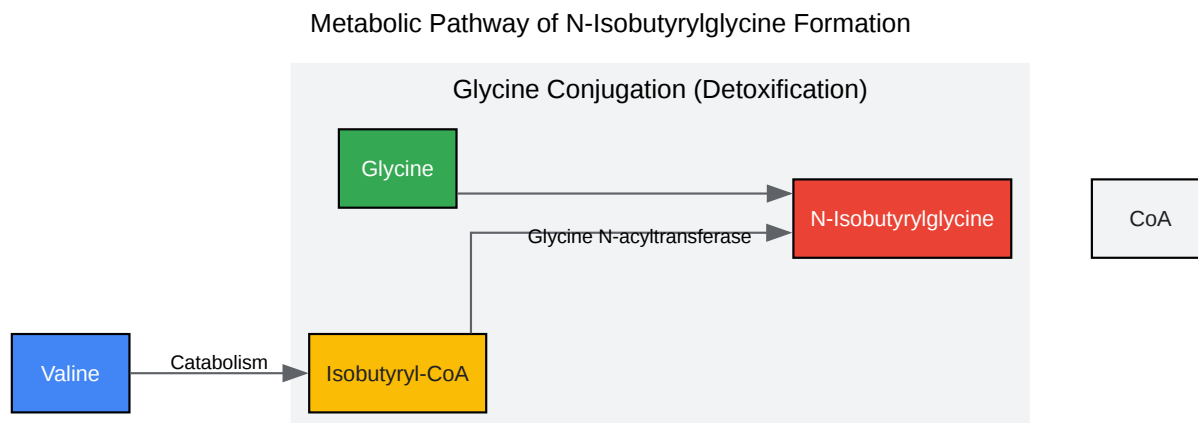 Metabolic Pathway of N-Isobutyrylglycine Formation
Glycine Conjugation (Detoxification)
Glycine
N-Isobutyrylglycine
CoA
Glycine N-acyltransferase
Valine
Catabolism
Isobutyryl-CoA